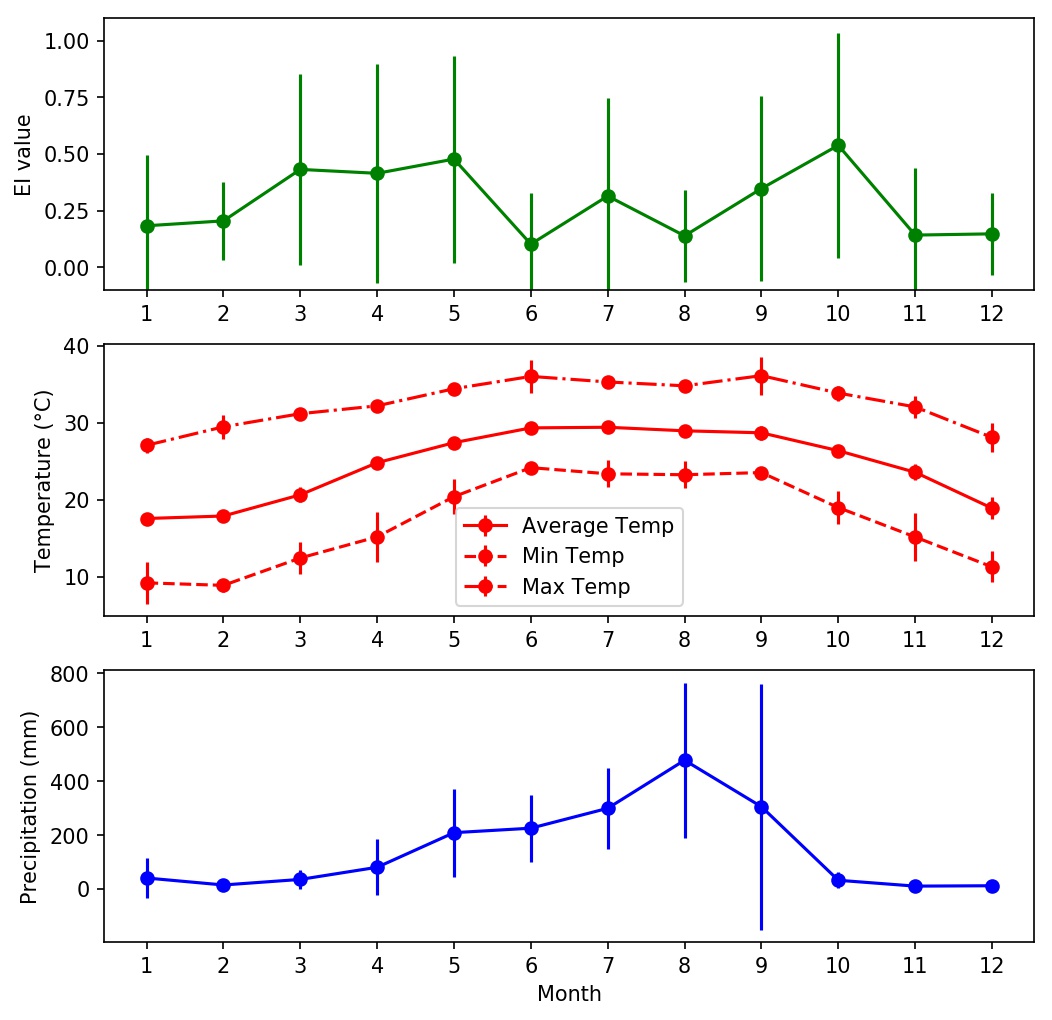 EI value
1.00
0.75
0.50
0.25
0.00
1 2 3 4 5 6 7 8 9 10 11 12
Temperature (°C)
40
30
20
10
Average Temp
Min Temp
Max Temp
1 2 3 4 5 6 7 8 9 10 11 12
Precipitation (mm)
800
600
400
200
0
1 2 3 4 5 6 7 8 9 10 11 12
Month